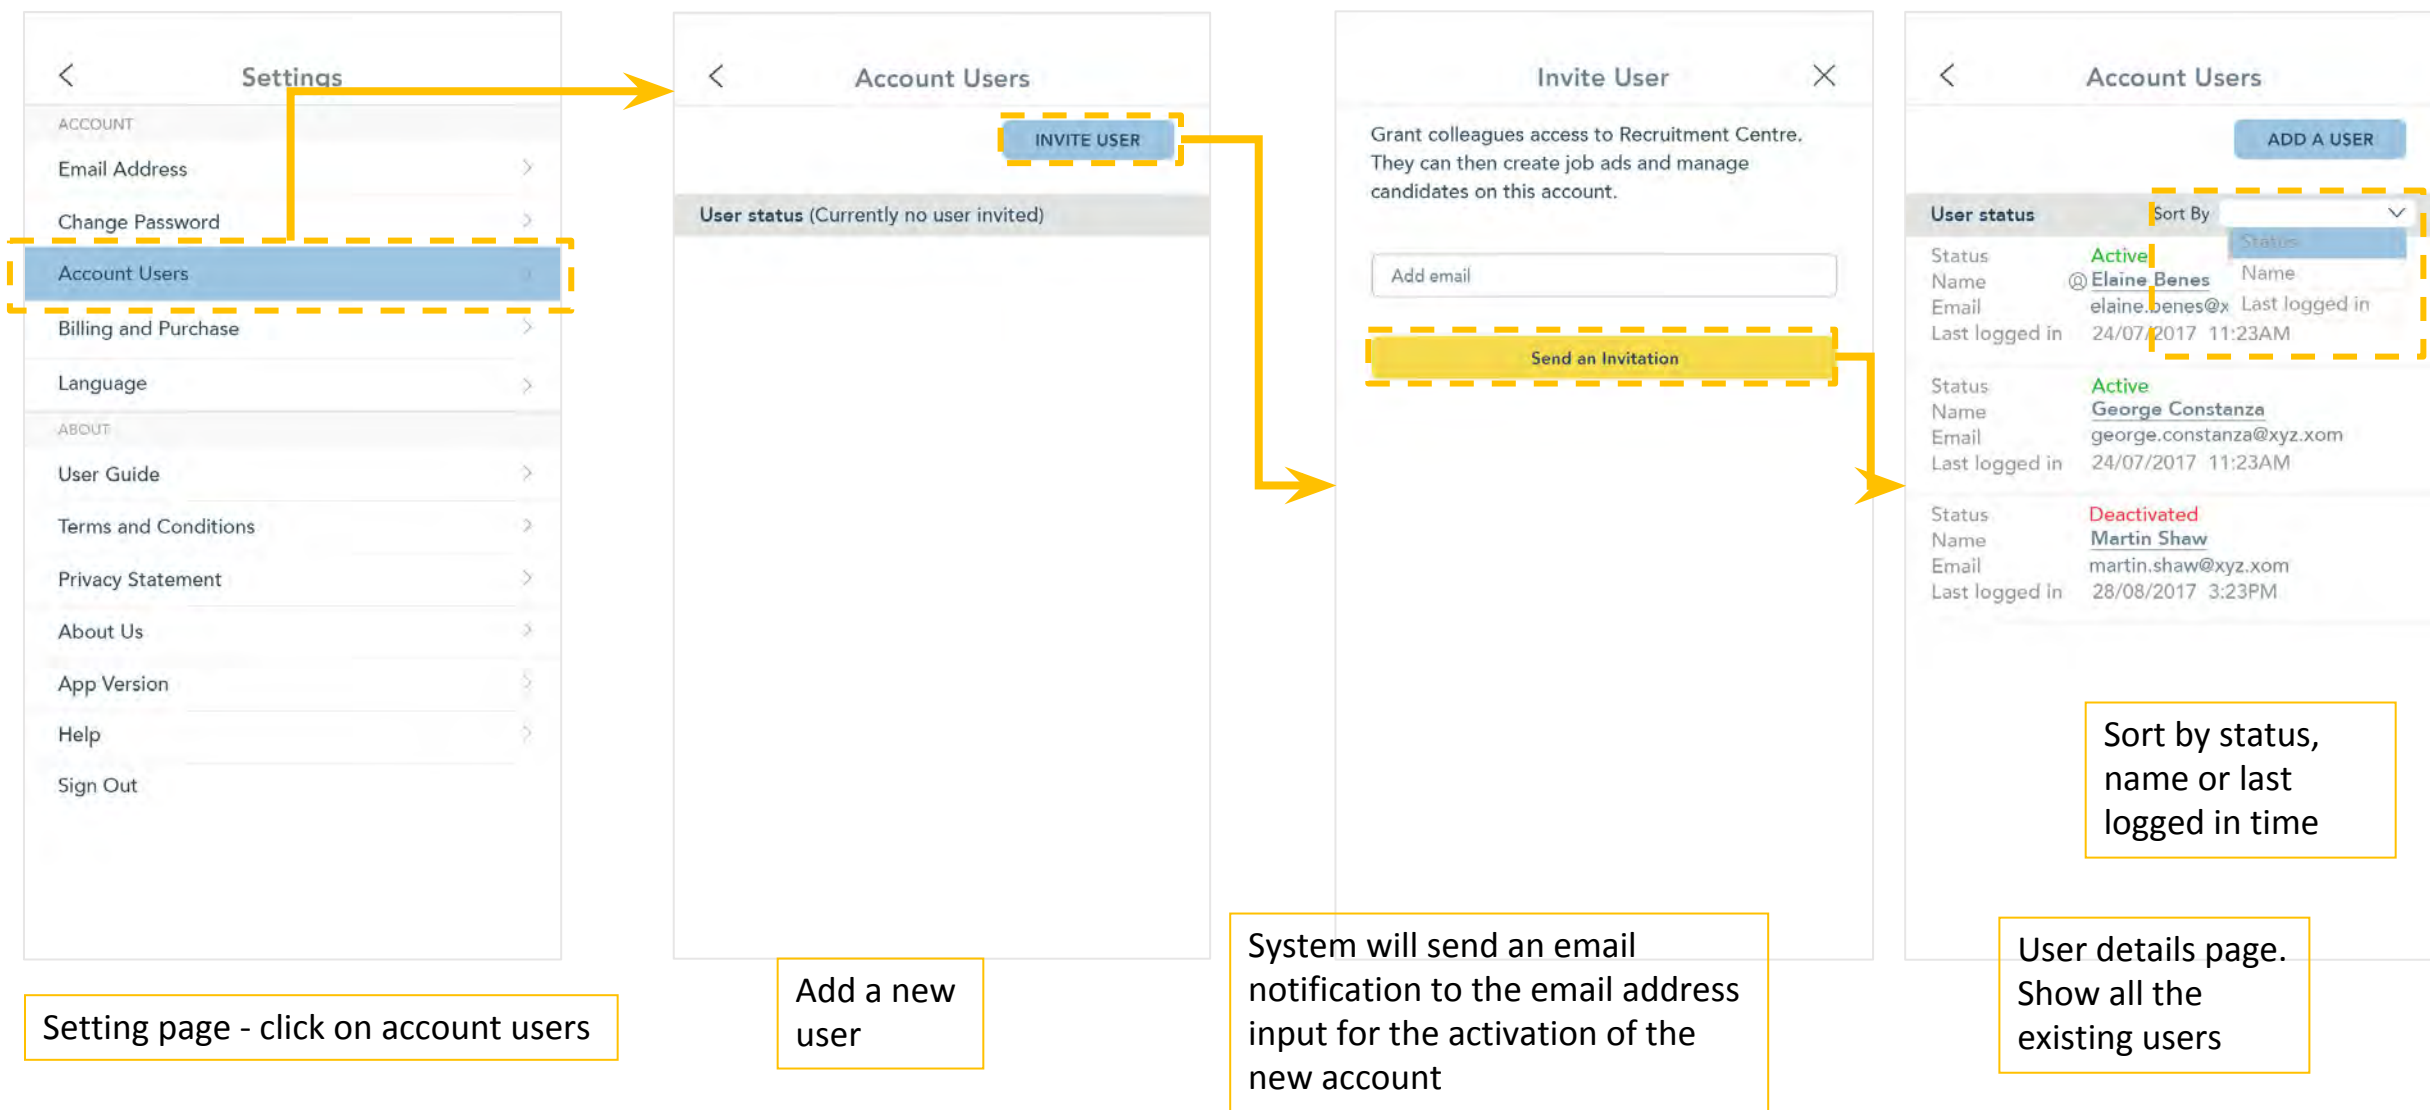 Settings
ACCOUNT
Email Address
Change Password
Account Users
Billing and Purchase
Language
ABOUT
User Guide
Terms and Conditions
Privacy Statement
About Us
App Version
Help
Sign Out
Setting page - click on account users
Account Users
INVITE USER
User status (Currently no user invited)
Add a new
user
Invite User
Grant colleagues access to Recruitment Centre.
They can then create job ads and manage
candidates on this account.
Add email
Send an Invitation
System will send an email
notification to the email address
input for the activation of the
new account
Account Users
ADD A USER
User status Sort By
Status
Name
Last logged in
Status Active
Name Elaine Benes
Email elaine.benes@x
Last logged in 24/07/2017 11:23AM
Status Active
Name George Constanza
Email george.constanza@xyz.xom
Last logged in 24/07/2017 11:23AM
Status Deactivated
Name Martin Shaw
Email martin.shaw@xyz.xom
Last logged in 28/08/2017 3:23PM
Sort by status,
name or last
logged in time
User details page.
Show all the
existing users